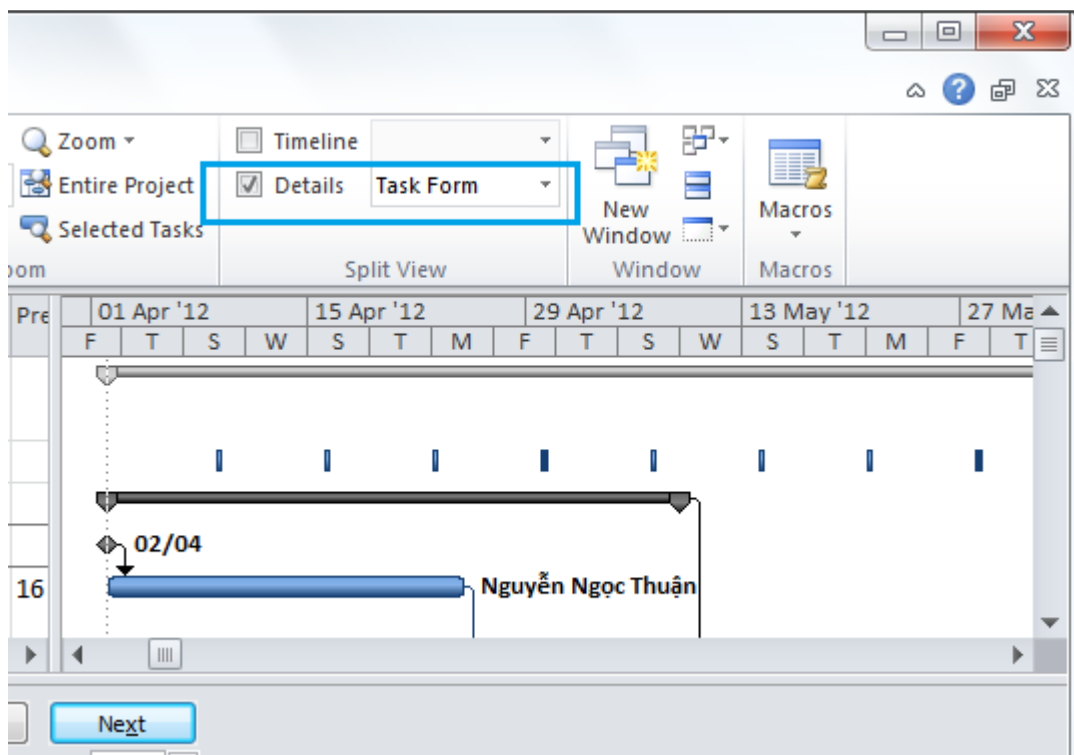 Zoom
Timeline
Entire Project
Details Task Form
Selected Tasks
New Window
Macros
oom
Split View
Window
Macros
Pre
01 Apr '12 15 Apr '12 29 Apr '12 13 May '12 27 Ma
F T S W S T M F T S W S T M F T
02/04
16
Nguyễn Ngọc Thuận
Next